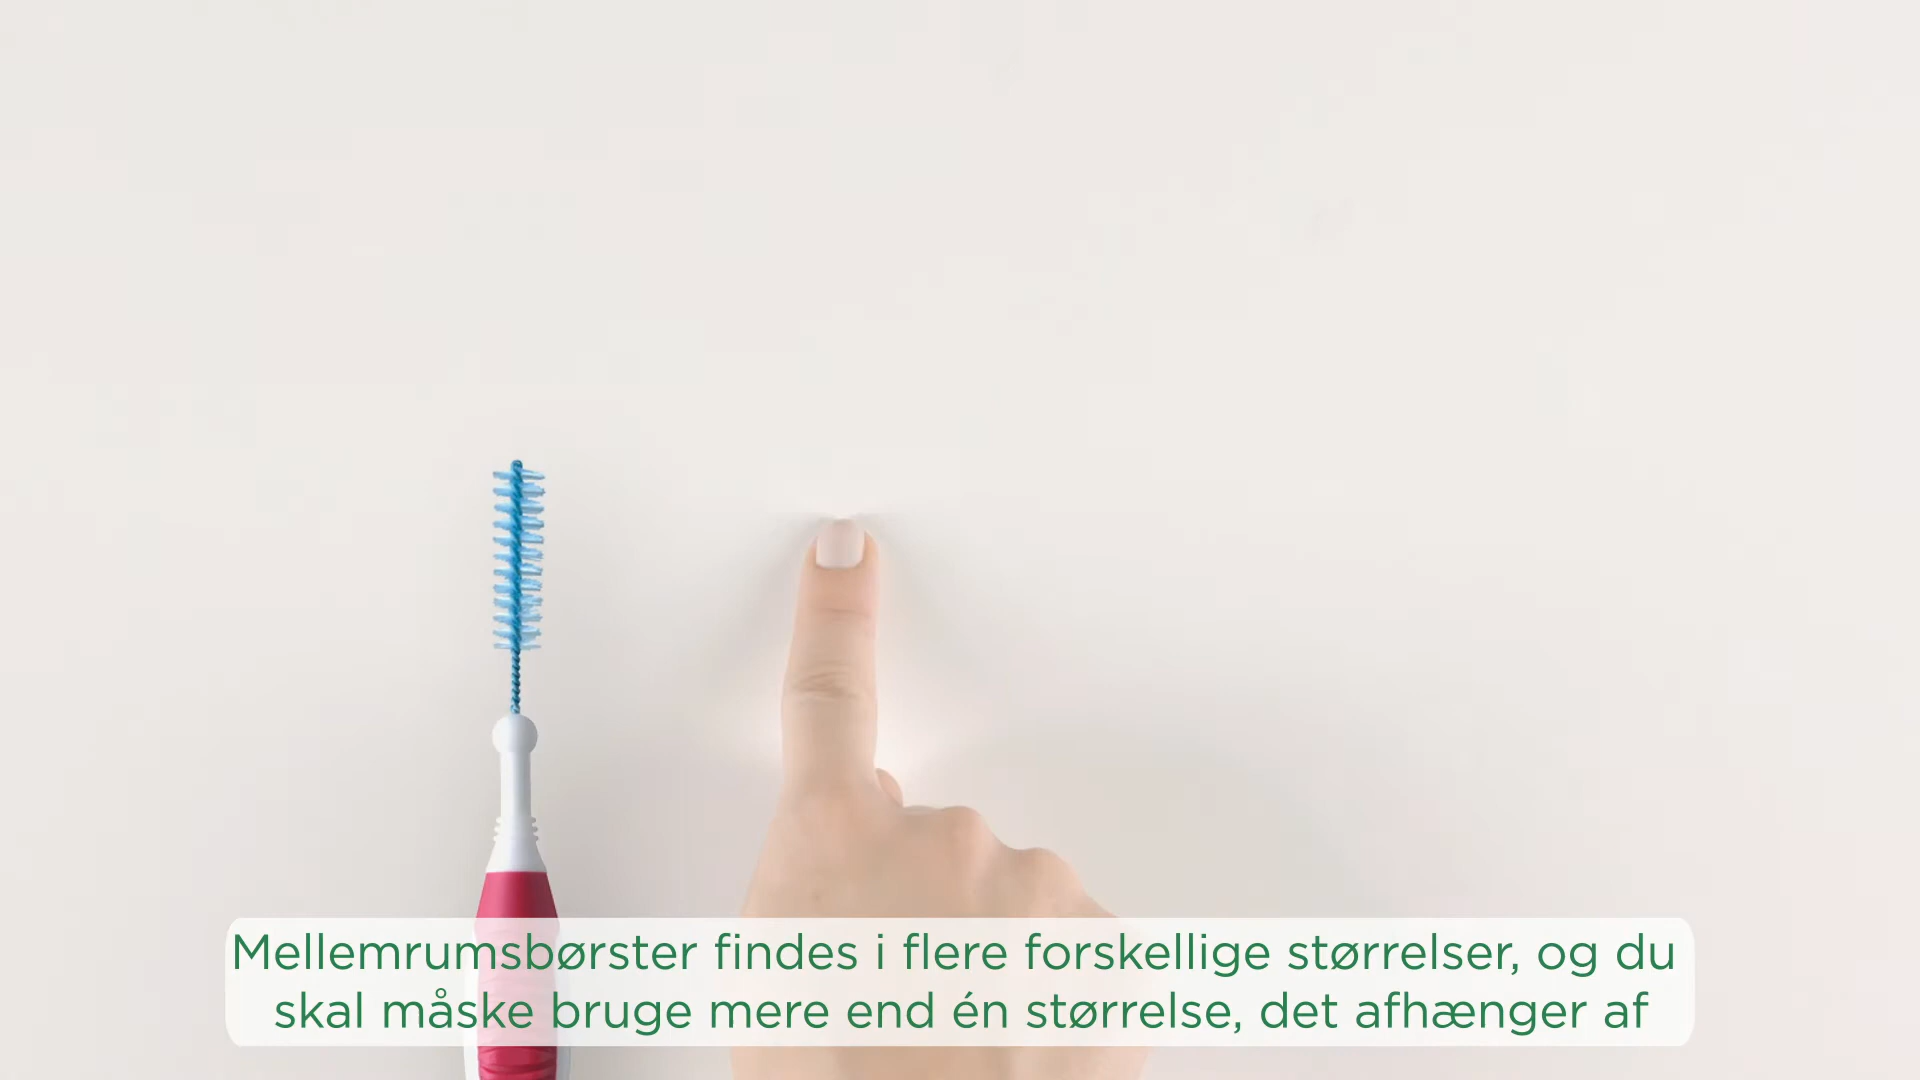 Mellemrumsbørster findes i flere forskellige størrelser, og du
skal måske bruge mere end én størrelse, det afhænger af